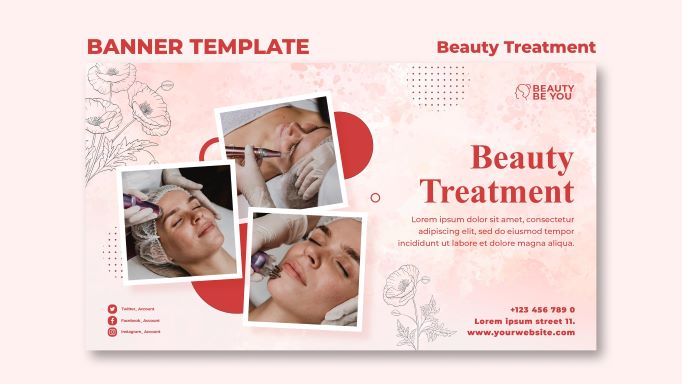 BANNER TEMPLATE
Beauty Treatment
BEAUTY
BE YOU
Beauty
Treatment
Lorem ipsum dolor sit amet, consectetur
adipiscing elit, sed do eiusmod tempor
incididunt ut labore et dolore magna aliqua.
Twitter_Account
Facebook_Account
Instagram_Account
+123 456 789 0
Lorem ipsum street 11.
www.yourwebsite.com